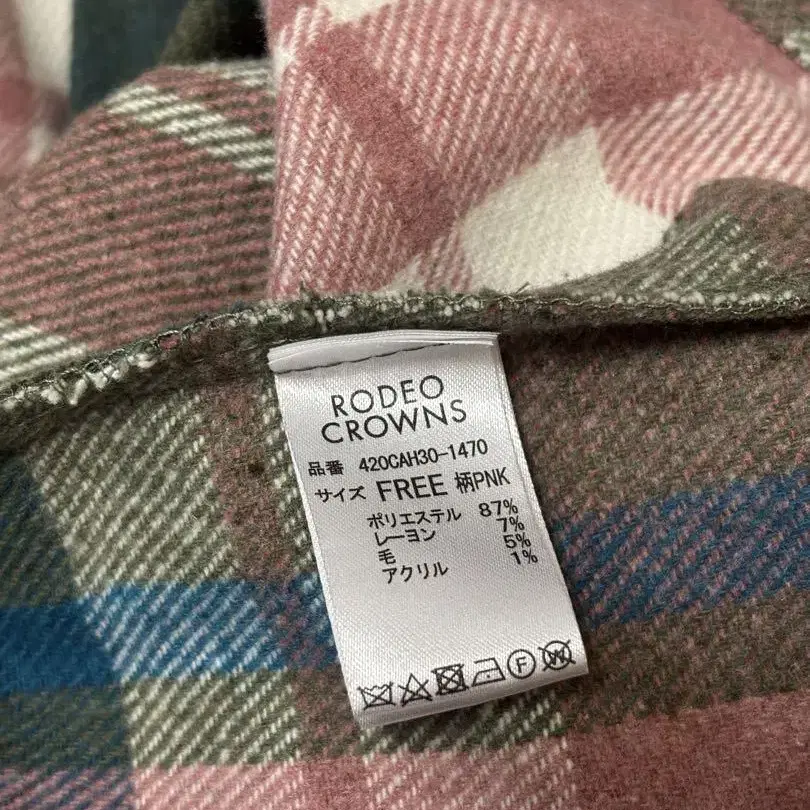 RODEO
CROWNS
品番 420CAH30-1470
サイズ FREE 柄PNK
ポリエステル 87%
レーヨン 7%
毛 5%
アクリル 1%
F W